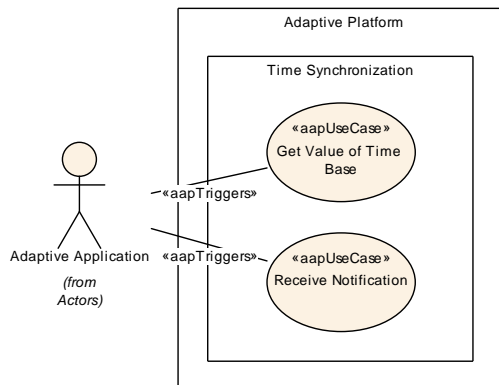 Adaptive Platform
Time Synchronization
«aapUseCase»
Get Value of Time
Base
«aapTriggers»
Adaptive Application
(from
Actors)
«aapTriggers»
«aapUseCase»
Receive Notification